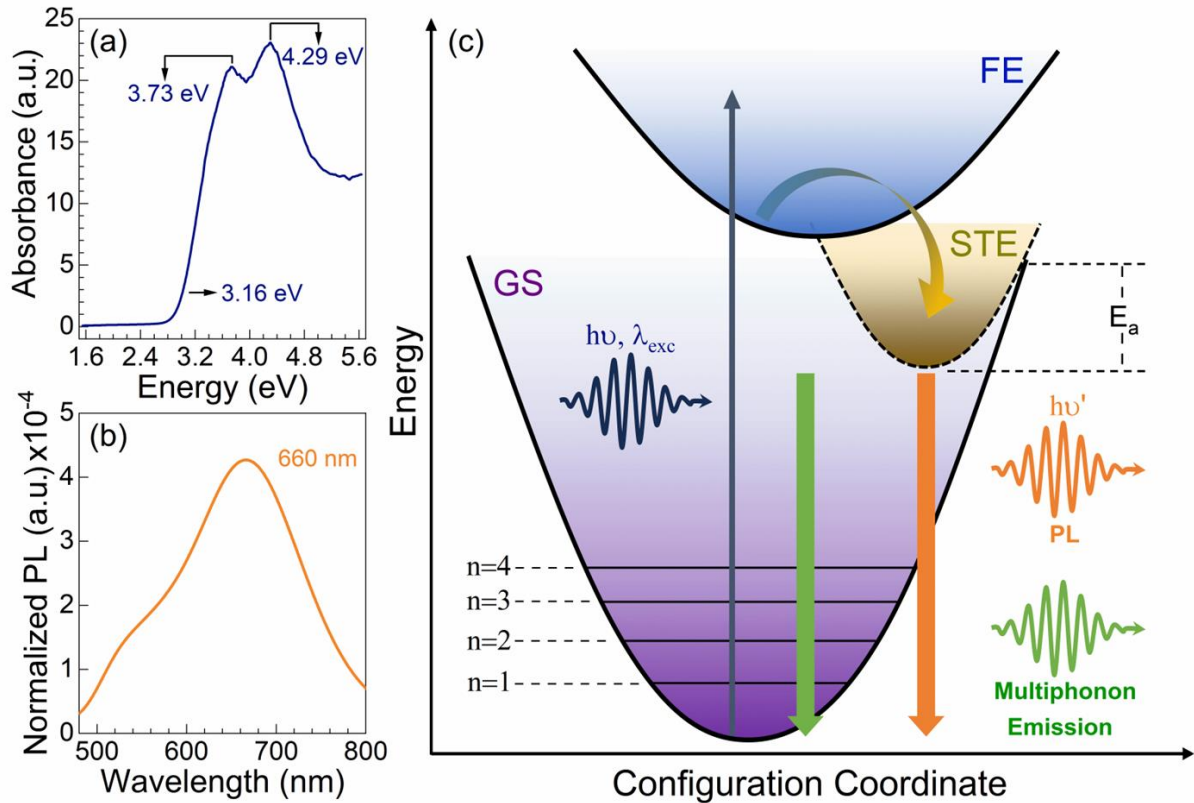 (a)
25
20
15
10
5
0
Absorbance (a.u.)
3.73 eV
4.29 eV
3.16 eV
1.6 2.4 3.2 4.0 4.8 5.6
Energy (eV)
(b)
5
4
3
2
1
0
Normalized PL (a.u.) x10⁻⁴
660 nm
500 600 700 800
Wavelength (nm)
(c)
Energy
FE
STE
GS
hυ, λexc
Ea
hυ'
PL
n=4
n=3
n=2
n=1
Multiphonon
Emission
Configuration Coordinate